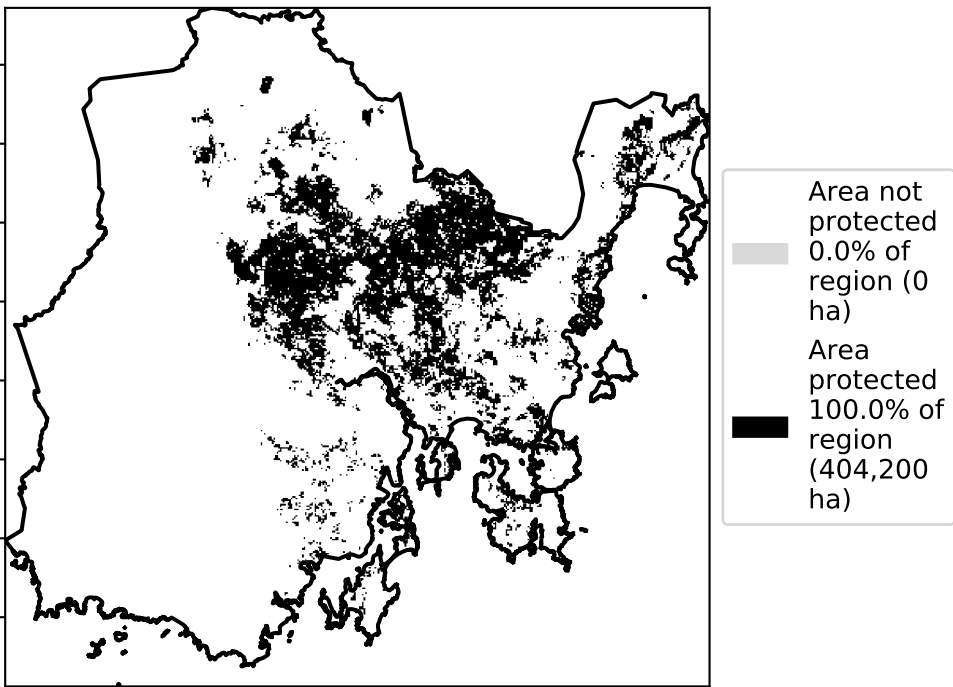 Area not
protected
0.0% of
region (0
ha)
Area
protected
100.0% of
region
(404,200
ha)